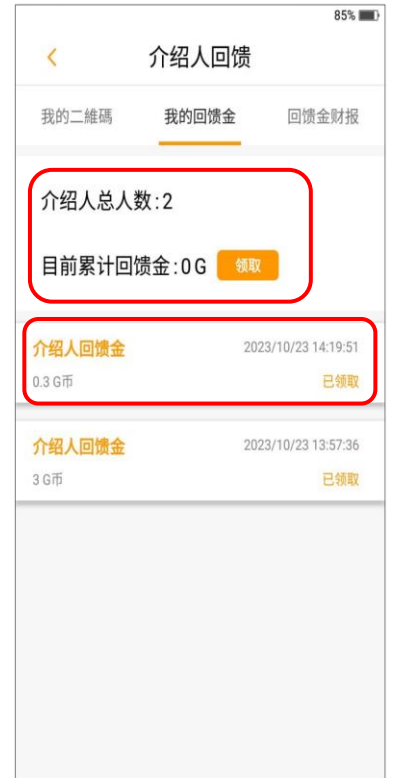 85%
介绍人回馈
我的二維碼 我的回馈金 回馈金财报
介绍人总人数:2
目前累计回馈金:0G 领取
介绍人回馈金 2023/10/23 14:19:51
0.3 G币 已领取
介绍人回馈金 2023/10/23 13:57:36
3 G币 已领取